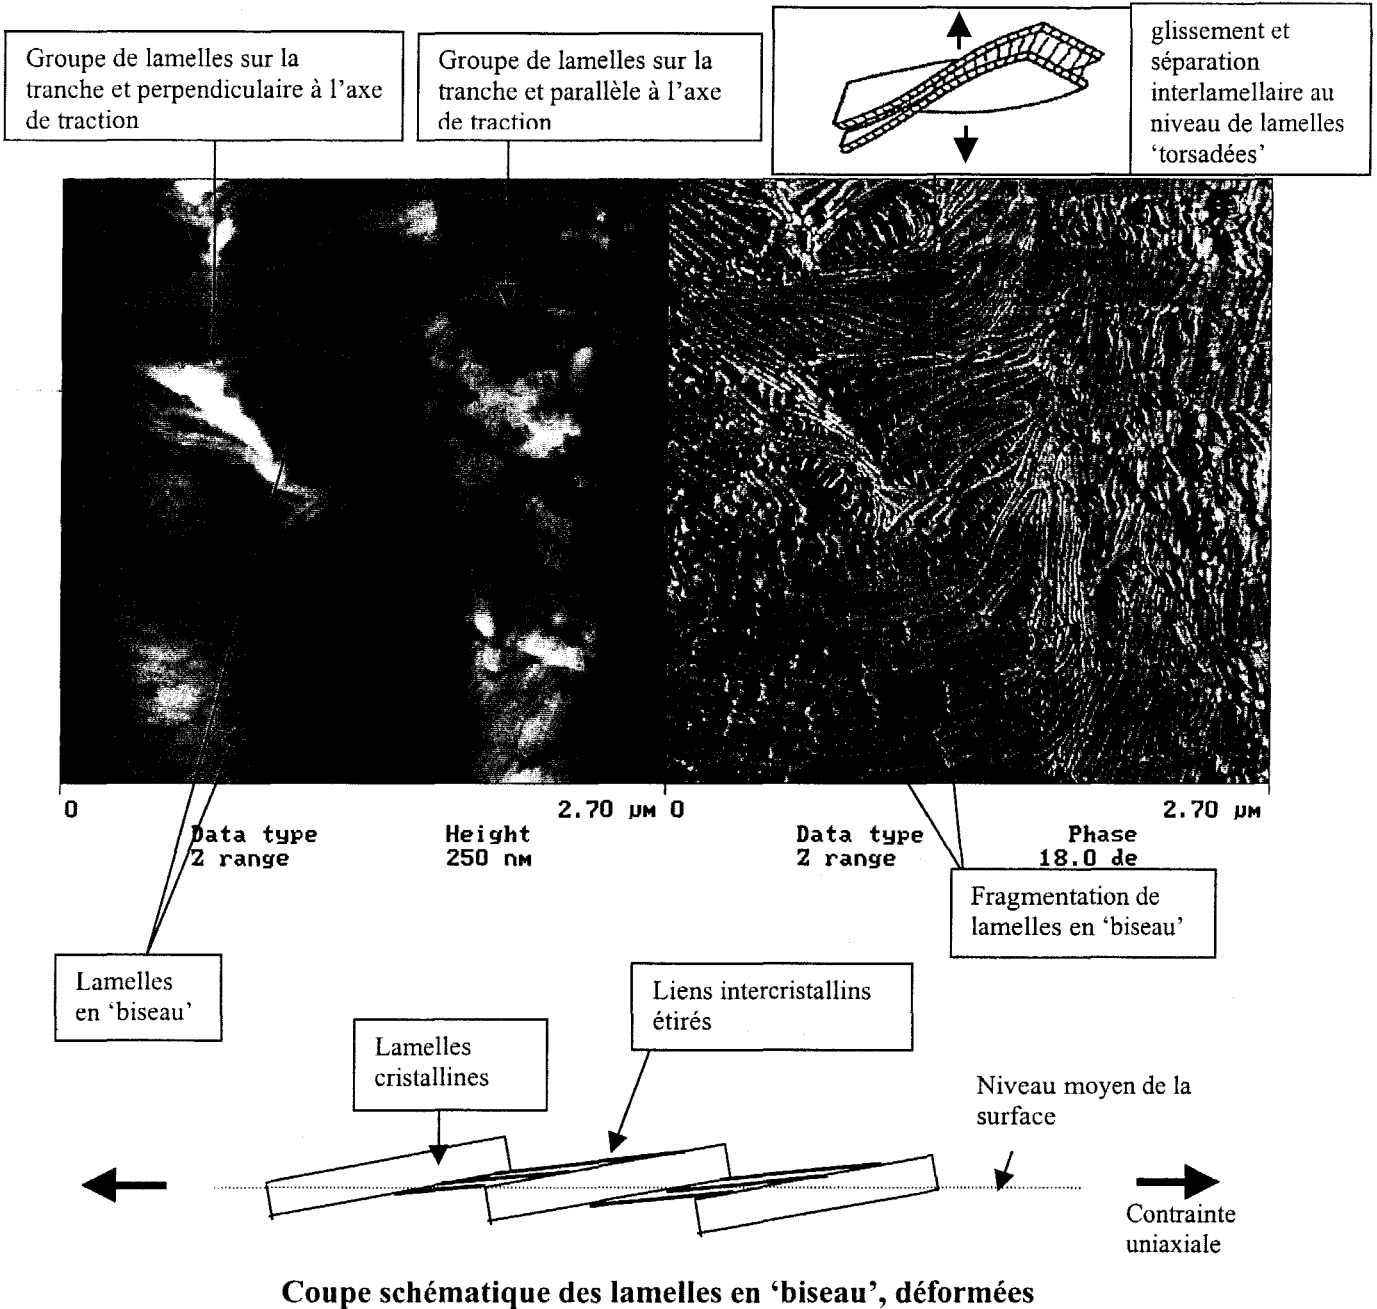 Groupe de lamelles sur la
tranche et perpendiculaire à l'axe
de traction
Groupe de lamelles sur la
tranche et parallèle à l'axe
de traction
glissement et
séparation
interlamellaire au
niveau de lamelles
'torsadées'
0
2.70 µM
0
2.70 µM
Data type
Height
Z range
250 nM
Data type
Phase
Z range
18.0 de
Fragmentation de
lamelles en 'biseau'
Lamelles
en 'biseau'
Liens intercristallins
étirés
Lamelles
cristallines
Niveau moyen de la
surface
Contrainte
uniaxiale
Coupe schématique des lamelles en 'biseau', déformées